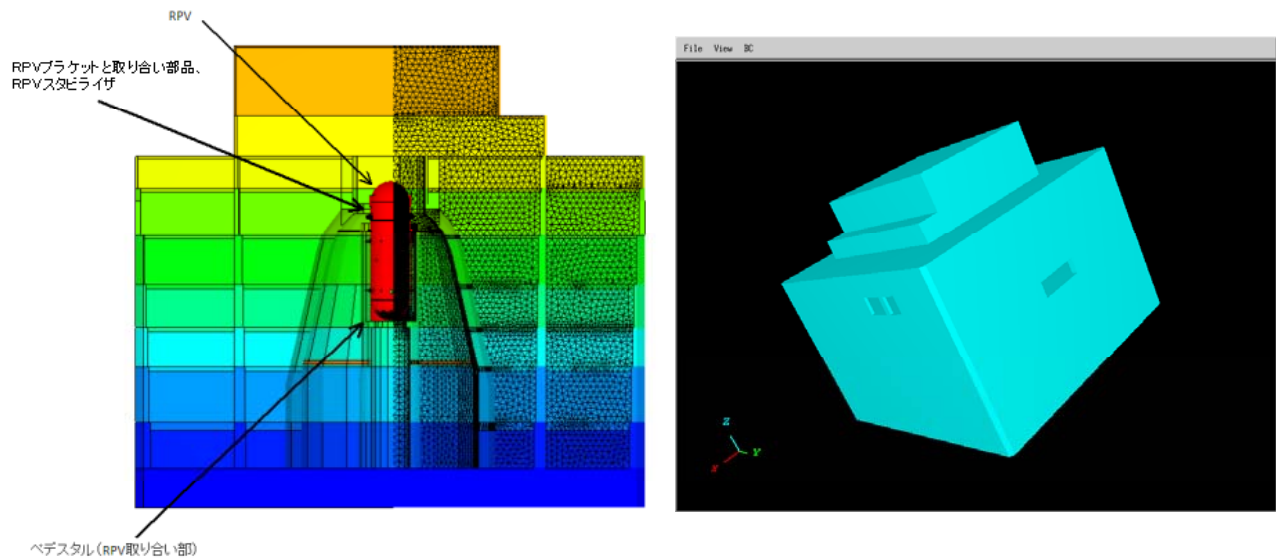 RPV
RPVブラケットと取り合い部品、
RPVスタビライザ
ペデスタル(RPV取り合い部)
File View BC
Z
X
Y